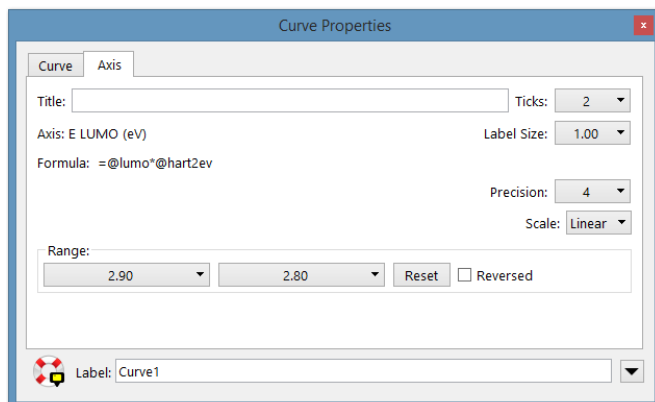 Curve Properties
x
Curve Axis
Title: Ticks: 2
Axis: E LUMO (eV) Label Size: 1.00
Formula: =@lumo*@hart2ev
Precision: 4
Scale: Linear
Range:
2.90 2.80 Reset Reversed
Label: Curve1